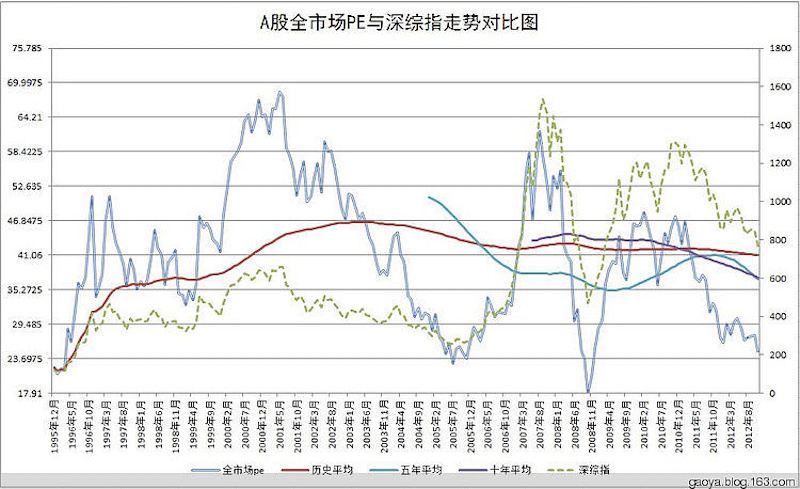 A股全市场PE与深综指走势对比图
75.785
69.9975
64.21
58.4225
52.635
46.8475
41.06
35.2725
29.485
23.6975
17.91
1800
1600
1400
1200
1000
800
600
400
200
0
1995年12月
1996年5月
1996年10月
1997年3月
1997年8月
1998年1月
1998年6月
1998年11月
1999年4月
1999年9月
2000年2月
2000年7月
2000年12月
2001年5月
2001年10月
2002年3月
2002年8月
2003年1月
2003年6月
2003年11月
2004年4月
2004年9月
2005年2月
2005年7月
2005年12月
2006年5月
2006年10月
2007年3月
2007年8月
2008年1月
2008年6月
2008年11月
2009年4月
2009年9月
2010年2月
2010年7月
2010年12月
2011年5月
2011年10月
2012年3月
2012年8月
全市场pe 历史平均 五年平均 十年平均 深综指
gaoya.blog.163.com